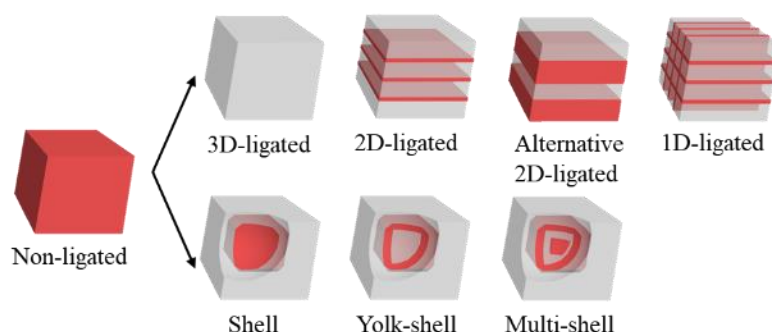 3D-ligated
2D-ligated
Alternative
2D-ligated
1D-ligated
Non-ligated
Shell
Yolk-shell
Multi-shell